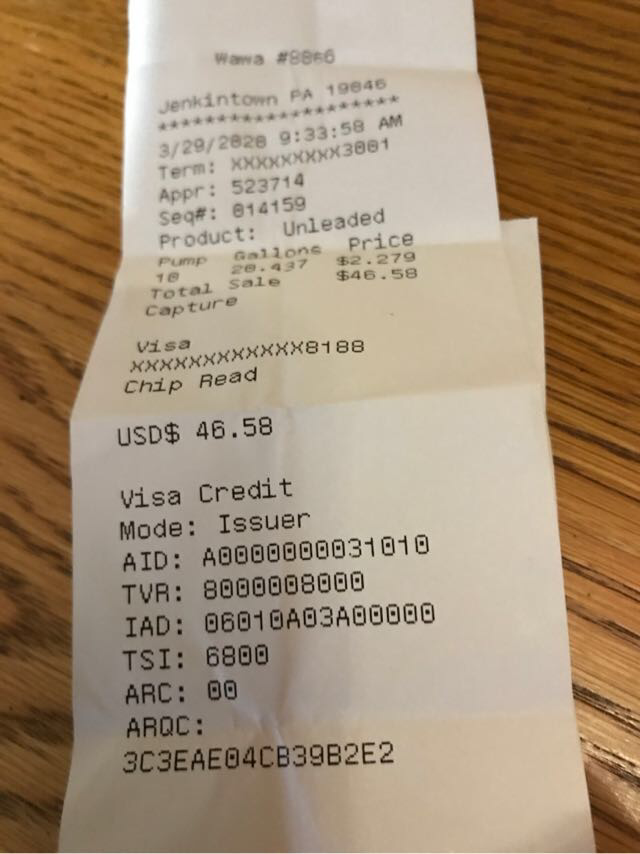 Wawa #8866
Jenkintown PA 19046
********************
3/29/2020 9:33:58 AM
Term: XXXXXXXXX3001
Appr: 523714
Seq#: 014159
Product: Unleaded
Pump Gallons Price
10 20.437 $2.279
Total Sale $46.58
Capture
Visa
XXXXXXXXXXXX8188
Chip Read
USD$ 46.58
Visa Credit
Mode: Issuer
AID: A0000000031010
TVR: 8000008000
IAD: 06010A03A00000
TSI: 6800
ARC: 00
ARQC:
3C3EAE04CB39B2E2